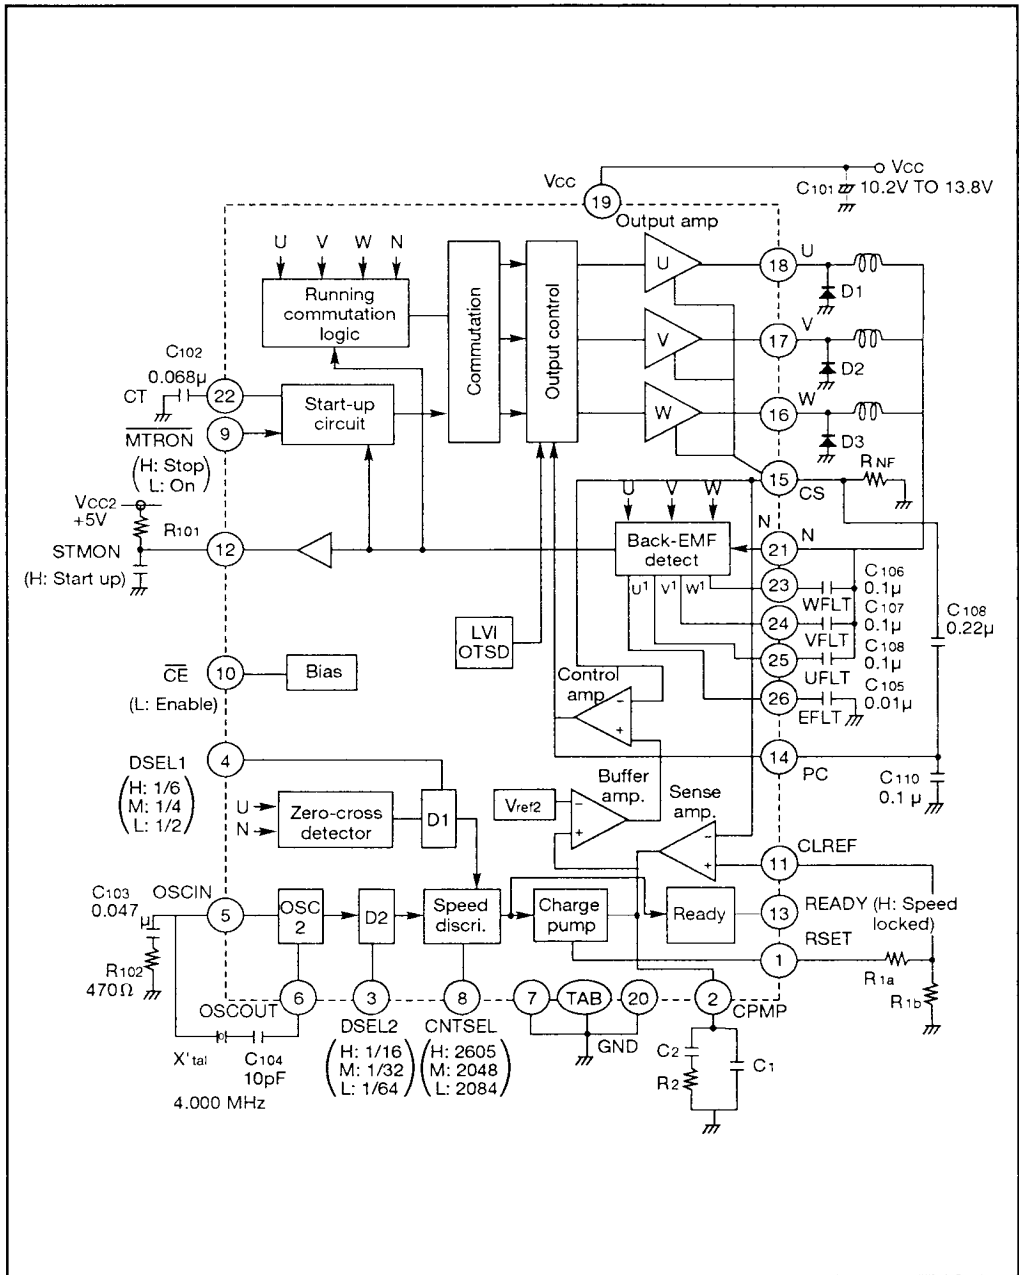 Vcc
Vcc
C101
10.2V TO 13.8V
19
Output amp
U V W N
Running
commutation
logic
Commutation
Output control
U
18
U
D1
V
17
V
D2
W
16
W
D3
C102
0.068μ
CT
22
Start-up
circuit
MTRON
9
(H: Stop
L: On)
15
CS
RNF
U V W
N
Vcc2
+5V
R101
STMON
12
(H: Start up)
Back-EMF
detect
U1 V1 W1
21
N
23
WFLT
C106
0.1μ
24
VFLT
C107
0.1μ
25
UFLT
C108
0.1μ
26
EFLT
C105
0.01μ
C108
0.22μ
LVI
OTSD
CE
10
Bias
(L: Enable)
Control
amp.
14
PC
C110
0.1 μ
DSEL1
4
(H: 1/6
M: 1/4
L: 1/2)
U
N
Zero-cross
detector
D1
Vref2
Buffer
amp.
Sense
amp.
11
CLREF
C103
0.047 μ
OSCIN
5
OSC
2
D2
Speed
discri.
Charge
pump
Ready
13
READY (H: Speed
locked)
1
RSET
R1a
R1b
R102
470Ω
6
OSCOUT
3
DSEL2
8
CNTSEL
7
TAB
20
GND
2
CPMP
X'tal
C104
10pF
4.000 MHz
(H: 1/16
M: 1/32
L: 1/64)
(H: 2605
M: 2048
L: 2084)
C2
R2
C1